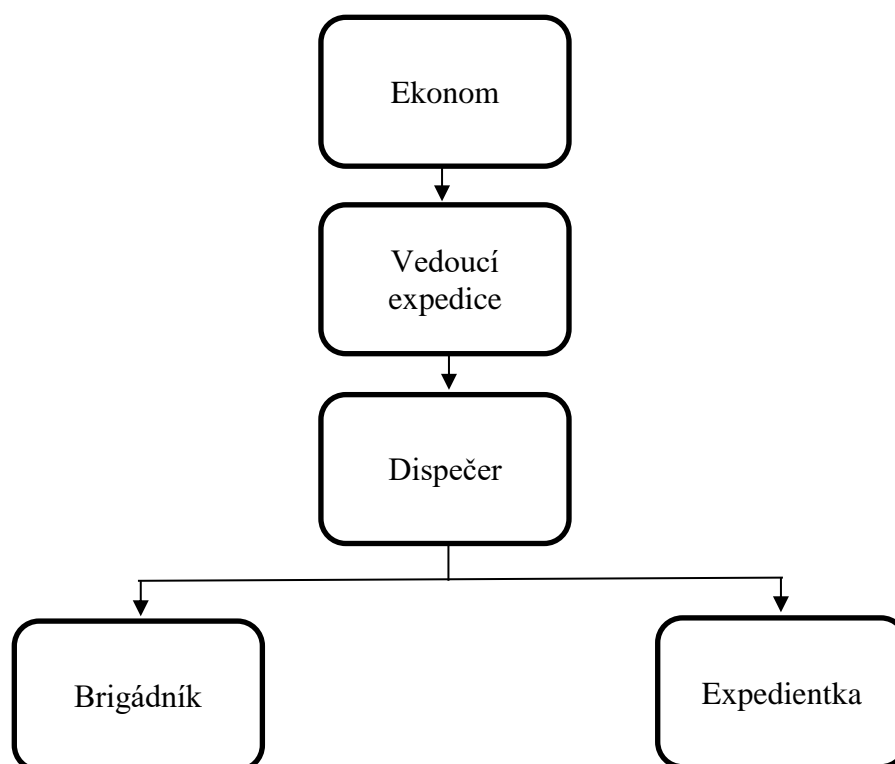 Ekonom
Vedoucí
expedice
Dispečer
Brigádník
Expedientka